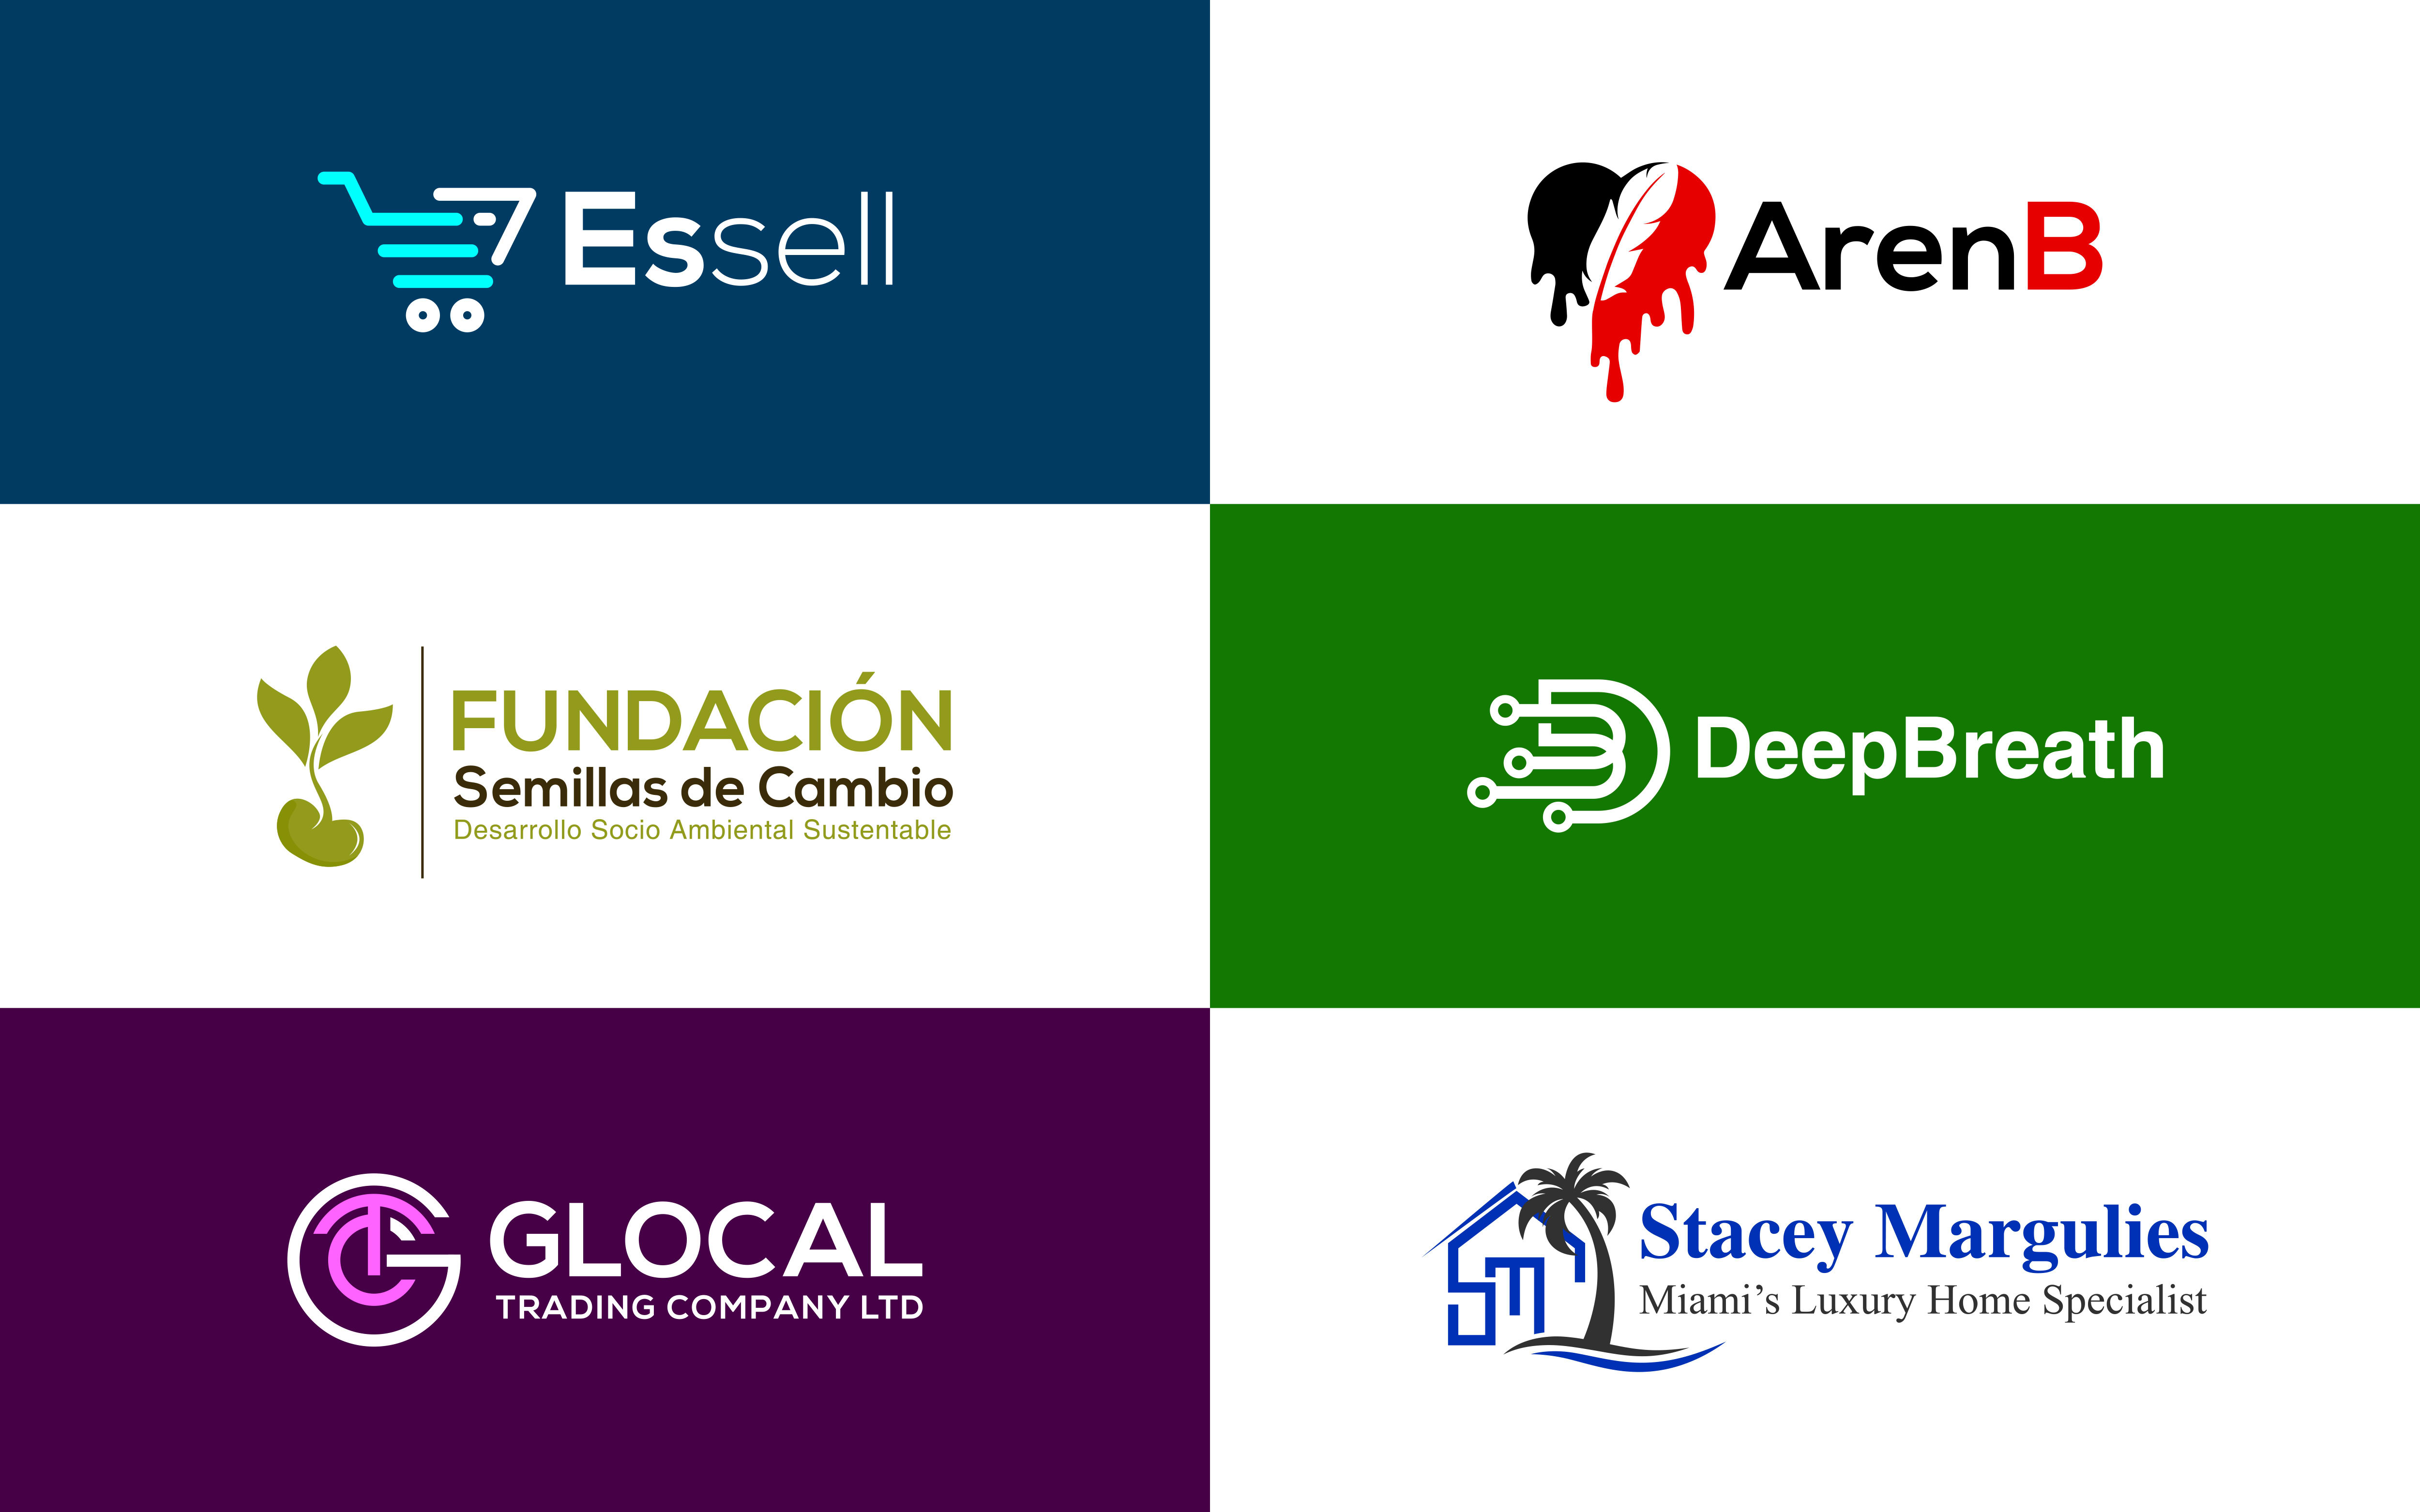 Essell
ArenB
FUNDACIÓN
Semillas de Cambio
Desarrollo Socio Ambiental Sustentable
DeepBreath
GLOCAL
TRADING COMPANY LTD
Stacey Margulies
Miami's Luxury Home Specialist